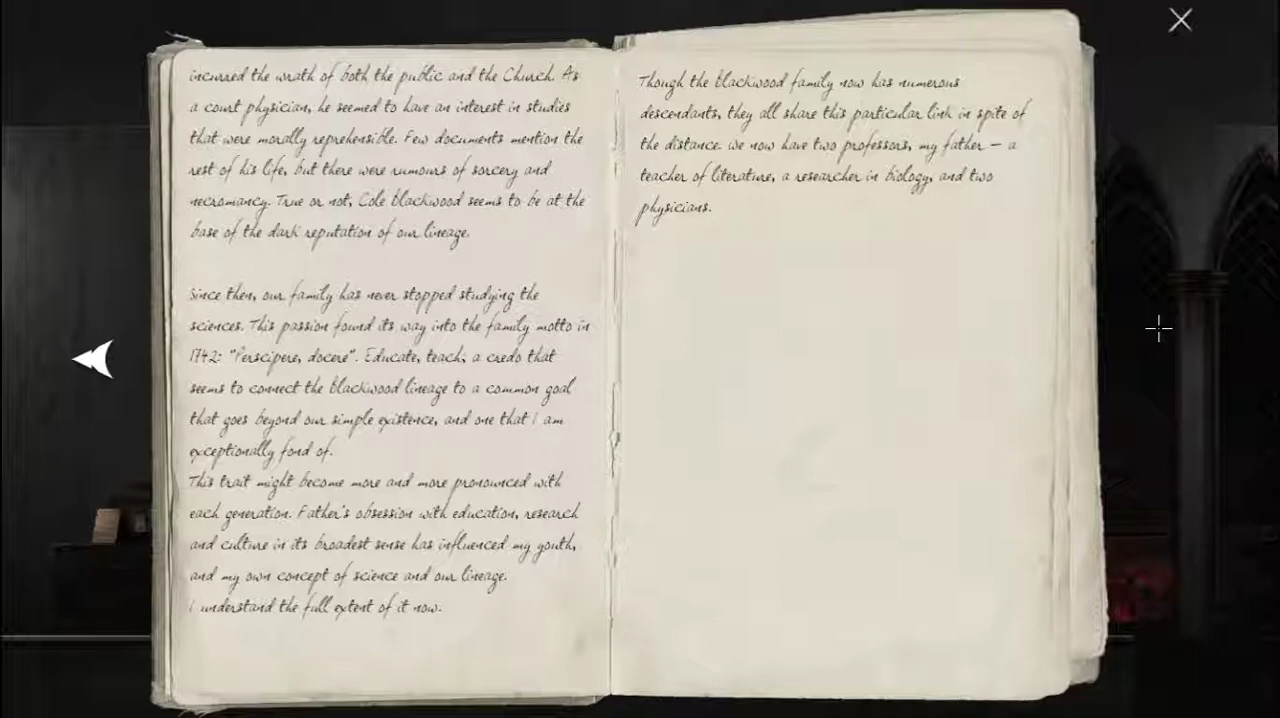 incurred the wrath of both the public and the Church. As
a court physician, he seemed to have an interest in studies
that were morally reprehensible. Few documents mention the
rest of his life, but there were rumours of sorcery and
necromancy. True or not, Cole Blackwood seems to be at the
base of the dark reputation of our lineage.
Since then, our family has never stopped studying the
sciences. This passion found its way into the family motto in
1742: "Perscipere, docere". Educate, teach, a credo that
seems to connect the Blackwood lineage to a common goal
that goes beyond our simple existence, and one that I am
exceptionally fond of.
This trait might become more and more pronounced with
each generation. Father's obsession with education, research
and culture in its broadest sense has influenced my youth,
and my own concept of science and our lineage.
I understand the full extent of it now.
Though the Blackwood family now has numerous
descendants, they all share this particular link in spite of
the distance. We now have two professors, my father – a
teacher of literature, a researcher in biology, and two
physicians.